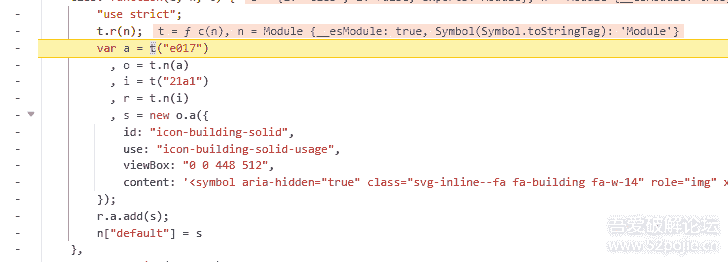 "use strict";
t.r(n); t = ƒ c(n), n = Module {__esModule: true, Symbol(Symbol.toStringTag): 'Module'}
var a = t("e017")
, o = t.n(a)
, i = t("21a1")
, r = t.n(i)
, s = new o.a({
id: "icon-building-solid",
use: "icon-building-solid-usage",
viewBox: "0 0 448 512",
content: '<symbol aria-hidden="true" class="svg-inline--fa fa-building fa-w-14" role="img" x
});
r.a.add(s);
n["default"] = s
},
吾爱破解论坛
www.52pojie.cn